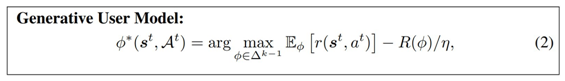 Generative User Model:
ϕ*(s^t, A^t) = arg max_{ϕ∈Δ^{k−1}} E_ϕ [r(s^t, a^t)] − R(ϕ)/η, (2)